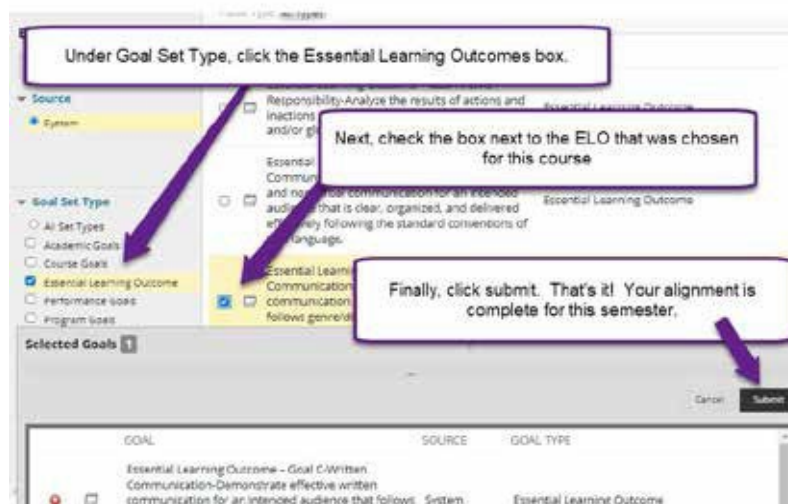 Under Goal Set Type, click the Essential Learning Outcomes box.
Responsibility-Analyze the results of actions and
inactions
and/or
Essential Learning Outcome
Source
System
Next, check the box next to the ELO that was chosen
for this course
Essential
Commun
and communication for an intended
audience that is clear, organized, and delivered
effectively following the standard conventions of
language.
Essential Learning Outcome
Goal Set Type
All Set Types
Academic Goals
Course Goals
Essential Learning Outcome
Performance Goals
Program Goals
Essential Learni
Communication
communication
follows genre/di
Finally, click submit. That's it! Your alignment is
complete for this semester.
Selected Goals 1
Cancel Submit
GOAL SOURCE GOAL TYPE
Essential Learning Outcome – Goal C-Written
Communication-Demonstrate effective written
communication for an intended audience that follows System Essential Learning Outcome